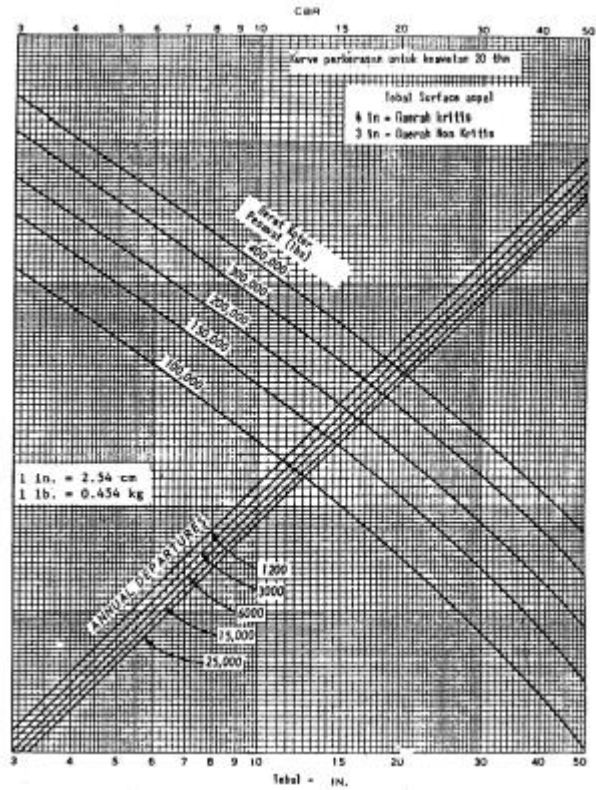 CBR
3 4 5 6 7 8 9 10 15 20 30 40 50
Kurve perkerasan untuk keawetan 20 thn
Tebal Surface aspal
4 in = Daerah kritis
3 in - Daerah Non Kritis
400,000
300,000
200,000
150,000
100,000
1 in. = 2.54 cm
1 lb. = 0.454 kg
ANNUAL DEPARTURES
1200
3000
6000
15,000
25,000
3 4 5 6 7 8 9 10 15 20 30 40 50
Tebal - IN.